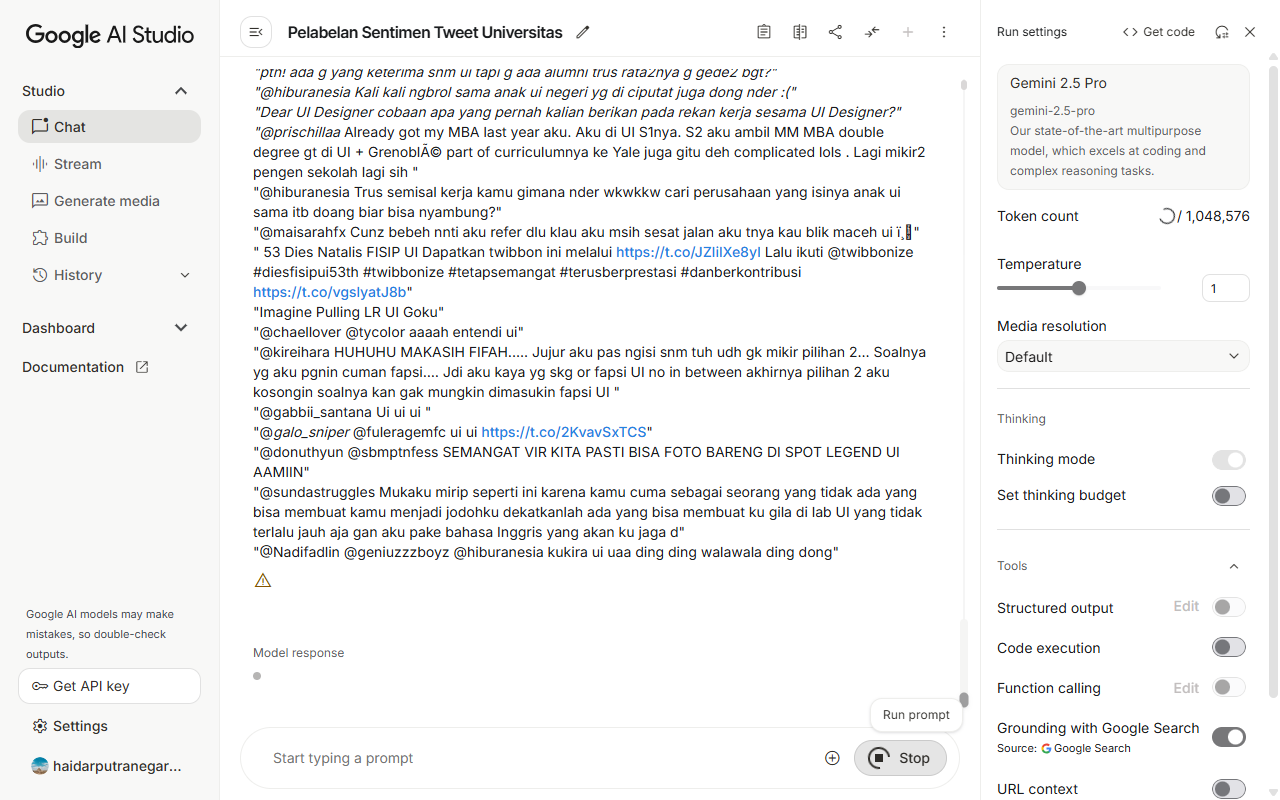 Google AI Studio
Studio
Chat
Stream
Generate media
Build
History
Dashboard
Documentation
Google AI models may make
mistakes, so double-check
outputs.
Get API key
Settings
haidarputranegar...
Pelabelan Sentimen Tweet Universitas
"ptn! ada g yang keterima snm ui tapi g ada alumni trus rata2nya g gede2 bgt?"
"@hiburanesia Kali kali ngbrol sama anak ui negeri yg di ciputat juga dong nder :("
"Dear UI Designer cobaan apa yang pernah kalian berikan pada rekan kerja sesama UI Designer?"
"@prischillaa Already got my MBA last year aku. Aku di UI S1nya. S2 aku ambil MM MBA double
degree gt di UI + GrenoblÃ© part of curriculumnya ke Yale juga gitu deh complicated lols . Lagi mikir2
pengen sekolah lagi sih "
"@hiburanesia Trus semisal kerja kamu gimana nder wkwkkw cari perusahaan yang isinya anak ui
sama itb doang biar bisa nyambung?"
"@maisarahfx Cunz bebeh nnti aku refer dlu klau aku msih sesat jalan aku tnya kau blik maceh ui ï¸"
" 53 Dies Natalis FISIP UI Dapatkan twibbon ini melalui https://t.co/JZliIXe8yl Lalu ikuti @twibbonize
#diesfisipui53th #twibbonize #tetapsemangat #terusberprestasi #danberkontribusi
https://t.co/vgslyatJ8b"
"Imagine Pulling LR UI Goku"
"@chaellover @tycolor aaaah entendi ui"
"@kireihara HUHUHU MAKASIH FIFAH..... Jujur aku pas ngisi snm tuh udh gk mikir pilihan 2... Soalnya
yg aku pgnin cuman fapsi.... Jdi aku kaya yg skg or fapsi UI no in between akhirnya pilihan 2 aku
kosongin soalnya kan gak mungkin dimasukin fapsi UI "
"@gabbii_santana Ui ui ui "
"@galo_sniper @fuleragemfc ui ui https://t.co/2KvavSxTCS"
"@donuthyun @sbmptnfess SEMANGAT VIR KITA PASTI BISA FOTO BARENG DI SPOT LEGEND UI
AAMIIN"
"@sundastruggles Mukaku mirip seperti ini karena kamu cuma sebagai seorang yang tidak ada yang
bisa membuat kamu menjadi jodohku dekatkanlah ada yang bisa membuat ku gila di lab UI yang tidak
terlalu jauh aja gan aku pake bahasa Inggris yang akan ku jaga d"
"@Nadifadlin @geniuzzzboyz @hiburanesia kukira ui uaa ding ding walawala ding dong"
Model response
Run prompt
Start typing a prompt
Stop
Run settings
Get code
Gemini 2.5 Pro
gemini-2.5-pro
Our state-of-the-art multipurpose
model, which excels at coding and
complex reasoning tasks.
Token count
/ 1,048,576
Temperature
1
Media resolution
Default
Thinking
Thinking mode
Set thinking budget
Tools
Structured output Edit
Code execution
Function calling Edit
Grounding with Google Search
Source: Google Search
URL context